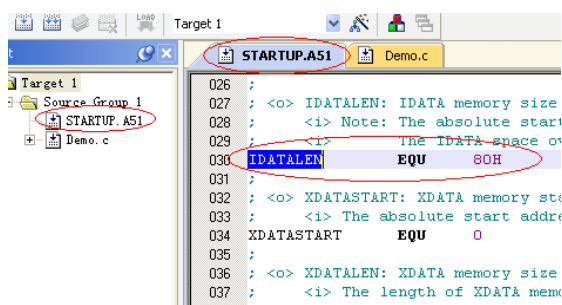 LOAD
Target 1
t
STARTUP.A51
Demo.c
Target 1
Source Group 1
STARTUP.A51
Demo.c
026 ;
027 ; <o> IDATALEN: IDATA memory size
028 ; <i> Note: The absolute start
029 ; <i> The IDATA space ov
030 IDATALEN EQU 80H
031 ;
032 ; <o> XDATASTART: XDATA memory sta
033 ; <i> The absolute start addre
034 XDATASTART EQU 0
035 ;
036 ; <o> XDATALEN: XDATA memory size
037 ; <i> The length of XDATA memo